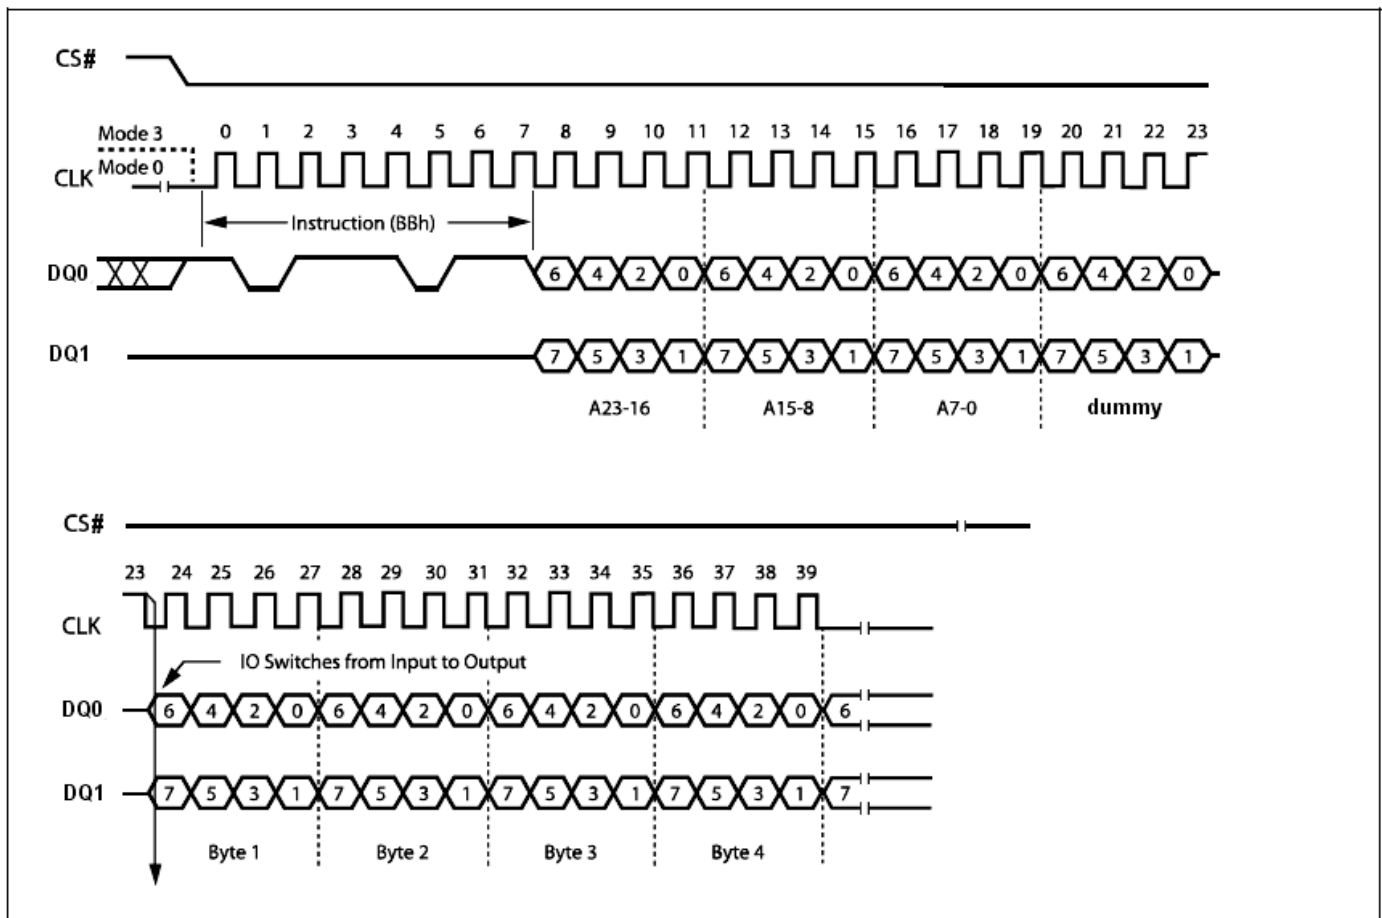 CS#
Mode 3 0 1 2 3 4 5 6 7 8 9 10 11 12 13 14 15 16 17 18 19 20 21 22 23
CLK Mode 0
Instruction (BBh)
DQ0 6 4 2 0 6 4 2 0 6 4 2 0 6 4 2 0
DQ1 7 5 3 1 7 5 3 1 7 5 3 1 7 5 3 1
A23-16 A15-8 A7-0 dummy
CS#
23 24 25 26 27 28 29 30 31 32 33 34 35 36 37 38 39
CLK
IO Switches from Input to Output
DQ0 6 4 2 0 6 4 2 0 6 4 2 0 6 4 2 0 6
DQ1 7 5 3 1 7 5 3 1 7 5 3 1 7 5 3 1 7
Byte 1 Byte 2 Byte 3 Byte 4